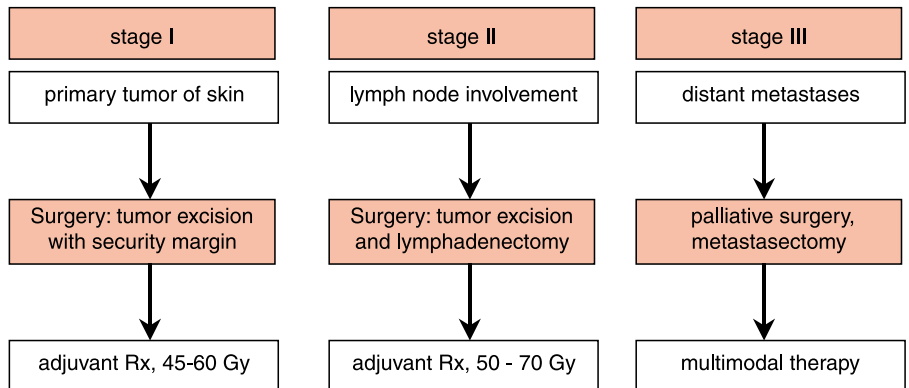 stage I
stage II
stage III
primary tumor of skin
lymph node involvement
distant metastases
Surgery: tumor excision
with security margin
Surgery: tumor excision
and lymphadenectomy
palliative surgery,
metastasectomy
adjuvant Rx, 45-60 Gy
adjuvant Rx, 50 - 70 Gy
multimodal therapy